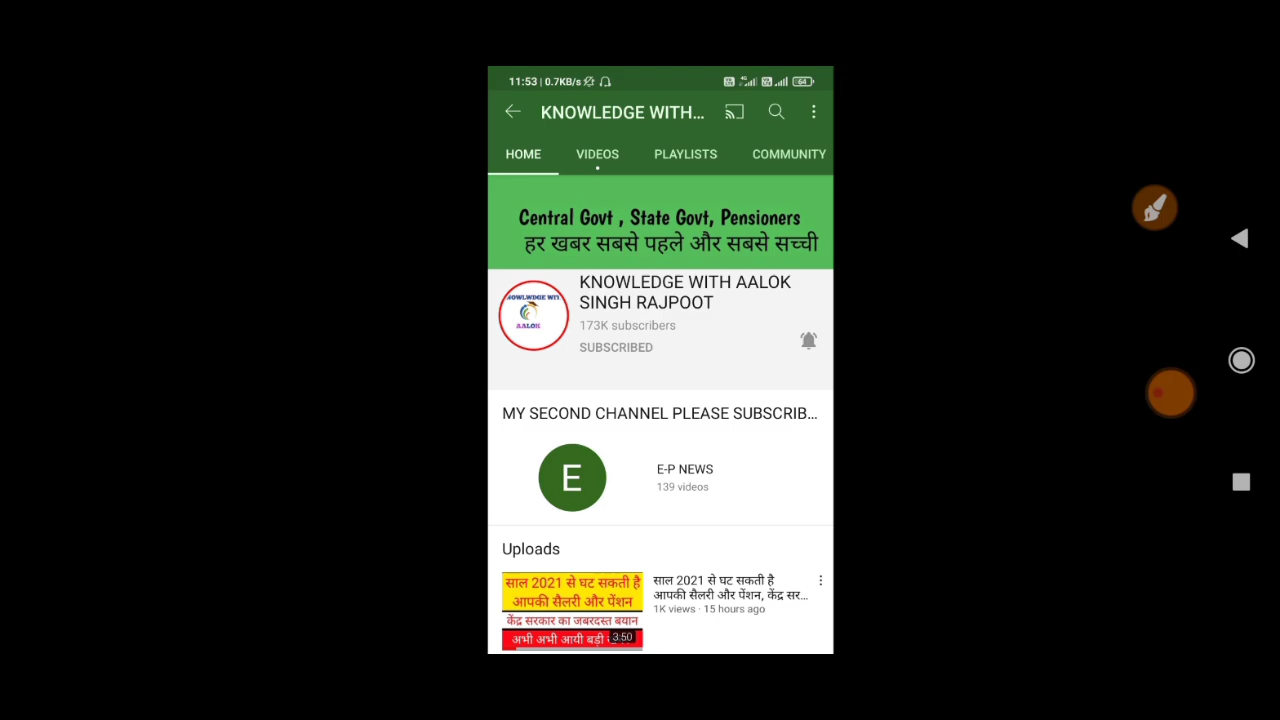 11:53 | 0.7KB/s
64
KNOWLEDGE WITH...
HOME VIDEOS PLAYLISTS COMMUNITY
Central Govt , State Govt, Pensioners
हर खबर सबसे पहले और सबसे सच्ची
KNOWLEDGE WITH AALOK
SINGH RAJPOOT
AALOK
173K subscribers
SUBSCRIBED
MY SECOND CHANNEL PLEASE SUBSCRIB...
E
E-P NEWS
139 videos
Uploads
साल 2021 से घट सकती है
आपकी सैलरी और पेंशन
केंद्र सरकार का जबरदस्त बयान
अभी अभी आयी बड़ी
3:50
साल 2021 से घट सकती है
आपकी सैलरी और पेंशन, केंद्र सर...
1K views · 15 hours ago